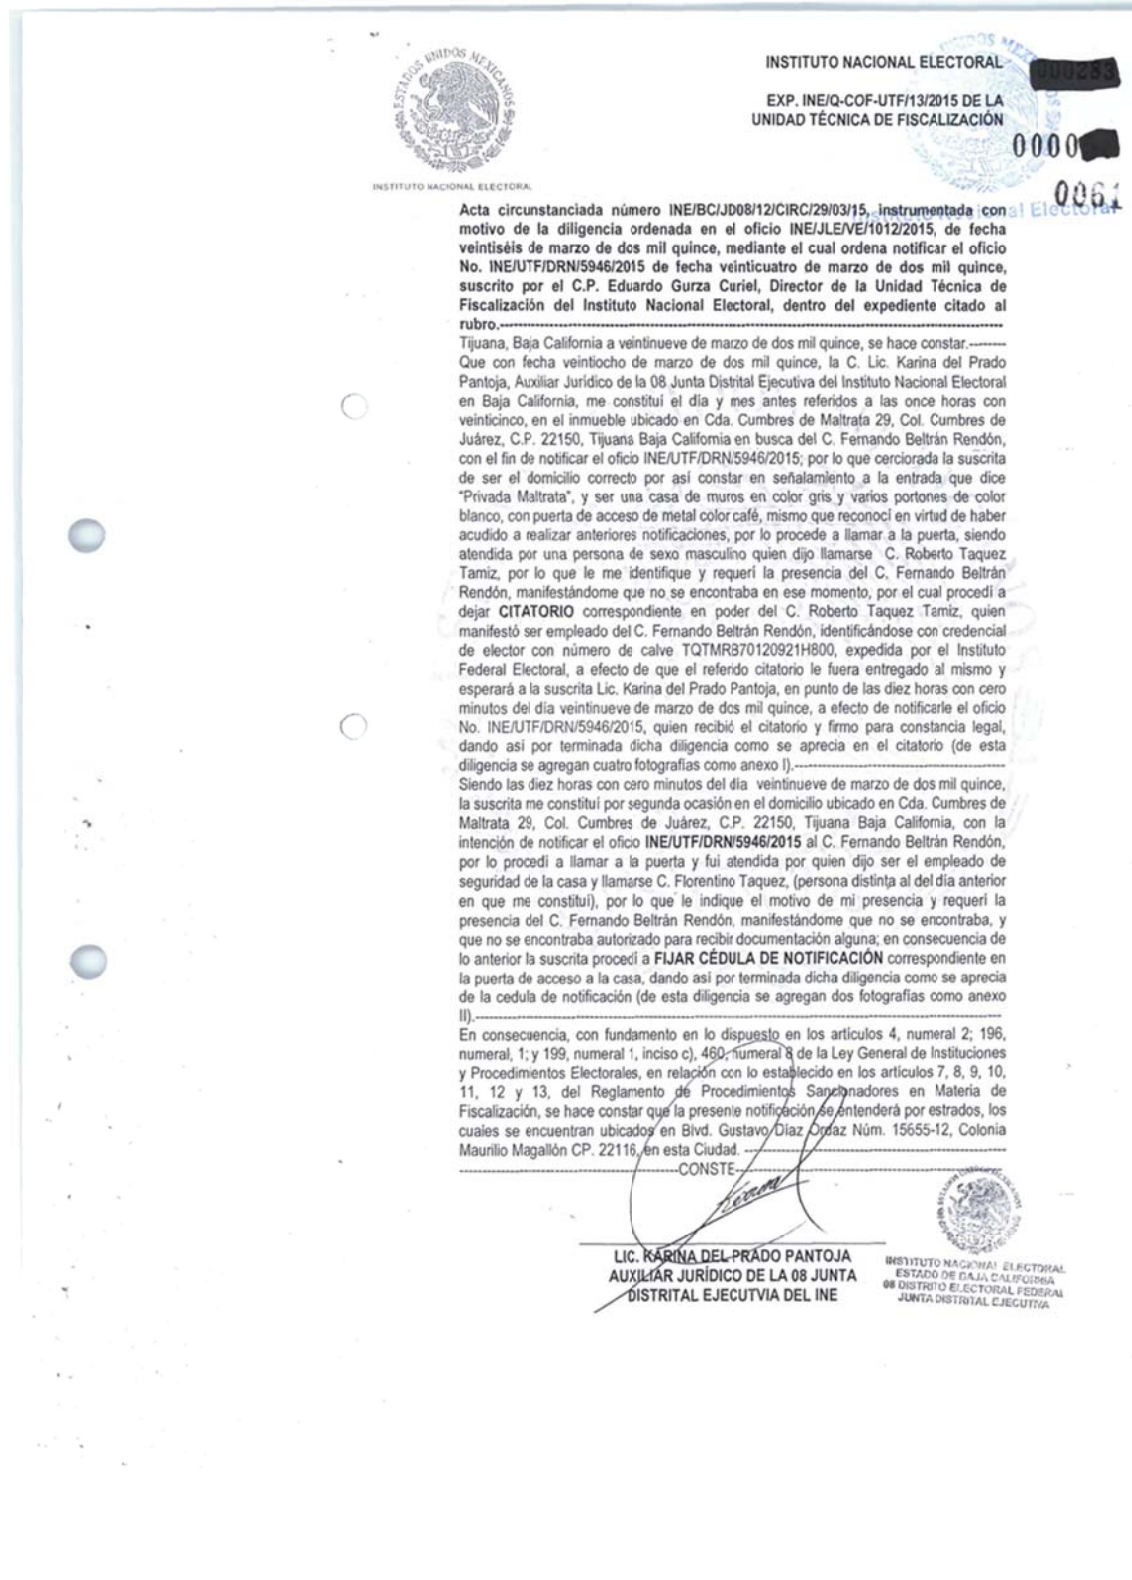 ESTADOS UNIDOS MEXICANOS
INSTITUTO NACIONAL ELECTORAL
INSTITUTO NACIONAL ELECTORAL
000283
EXP. INE/Q-COF-UTF/13/2015 DE LA
UNIDAD TÉCNICA DE FISCALIZACIÓN
0000
0061
Instituto Nacional Electoral
Acta circunstanciada número INE/BC/JD08/12/CIRC/29/03/15, instrumentada con
motivo de la diligencia ordenada en el oficio INE/JLE/VE/1012/2015, de fecha
veintiséis de marzo de dos mil quince, mediante el cual ordena notificar el oficio
No. INE/UTF/DRN/5946/2015 de fecha veinticuatro de marzo de dos mil quince,
suscrito por el C.P. Eduardo Gurza Curiel, Director de la Unidad Técnica de
Fiscalización del Instituto Nacional Electoral, dentro del expediente citado al
rubro.----------
Tijuana, Baja California a veintinueve de marzo de dos mil quince, se hace constar.--------
Que con fecha veintiocho de marzo de dos mil quince, la C. Lic. Karina del Prado
Pantoja, Auxiliar Jurídico de la 08 Junta Distrital Ejecutiva del Instituto Nacional Electoral
en Baja California, me constituí el día y mes antes referidos a las once horas con
veinticinco, en el inmueble ubicado en Cda. Cumbres de Maltrata 29, Col. Cumbres de
Juárez, C.P. 22150, Tijuana Baja California en busca del C. Fernando Beltrán Rendón,
con el fin de notificar el oficio INE/UTF/DRN/5946/2015; por lo que cerciorada la suscrita
de ser el domicilio correcto por así constar en señalamiento a la entrada que dice
"Privada Maltrata", y ser una casa de muros en color gris y varios portones de color
blanco, con puerta de acceso de metal color café, mismo que reconocí en virtud de haber
acudido a realizar anteriores notificaciones, por lo procede a llamar a la puerta, siendo
atendida por una persona de sexo masculino quien dijo llamarse C. Roberto Taquez
Tamiz, por lo que le me identifique y requerí la presencia del C. Fernando Beltrán
Rendón, manifestándome que no se encontraba en ese momento, por el cual procedí a
dejar CITATORIO correspondiente en poder del C. Roberto Taquez Tamiz, quien
manifestó ser empleado del C. Fernando Beltrán Rendón, identificándose con credencial
de elector con número de calve TQTMRB70120921H800, expedida por el Instituto
Federal Electoral, a efecto de que el referido citatorio le fuera entregado al mismo y
esperará a la suscrita Lic. Karina del Prado Pantoja, en punto de las diez horas con cero
minutos del día veintinueve de marzo de dos mil quince, a efecto de notificarle el oficio
No. INE/UTF/DRN/5946/2015, quien recibió el citatorio y firmo para constancia legal,
dando así por terminada dicha diligencia como se aprecia en el citatorio (de esta
diligencia se agregan cuatro fotografías como anexo I).----------
Siendo las diez horas con cero minutos del día veintinueve de marzo de dos mil quince,
la suscrita me constituí por segunda ocasión en el domicilio ubicado en Cda. Cumbres de
Maltrata 29, Col. Cumbres de Juárez, C.P. 22150, Tijuana Baja California, con la
intención de notificar el oficio INE/UTF/DRN/5946/2015 al C. Fernando Beltrán Rendón,
por lo procedí a llamar a la puerta y fui atendida por quien dijo ser el empleado de
seguridad de la casa y llamarse C. Florentino Taquez, (persona distinta al del día anterior
en que me constituí), por lo que le indique el motivo de mi presencia y requerí la
presencia del C. Fernando Beltrán Rendón, manifestándome que no se encontraba, y
que no se encontraba autorizado para recibir documentación alguna; en consecuencia de
lo anterior la suscrita procedí a FIJAR CÉDULA DE NOTIFICACIÓN correspondiente en
la puerta de acceso a la casa, dando así por terminada dicha diligencia como se aprecia
de la cedula de notificación (de esta diligencia se agregan dos fotografías como anexo
II).----------
En consecuencia, con fundamento en lo dispuesto en los artículos 4, numeral 2; 196,
numeral, 1; y 199, numeral 1, inciso c), 460, numeral 8 de la Ley General de Instituciones
y Procedimientos Electorales, en relación con lo establecido en los artículos 7, 8, 9, 10,
11, 12 y 13, del Reglamento de Procedimientos Sancionadores en Materia de
Fiscalización, se hace constar que la presente notificación se entenderá por estrados, los
cuales se encuentran ubicados en Blvd. Gustavo Díaz Ordaz Núm. 15655-12, Colonia
Maurilio Magallón CP. 22116, en esta Ciudad. ----------
----------CONSTE----------
LIC. KARINA DEL PRADO PANTOJA
AUXILIAR JURÍDICO DE LA 08 JUNTA
DISTRITAL EJECUTVIA DEL INE
ESTADOS UNIDOS MEXICANOS
INSTITUTO NACIONAL ELECTORAL
ESTADO DE BAJA CALIFORNIA
08 DISTRITO ELECTORAL FEDERAL
JUNTA DISTRITAL EJECUTIVA